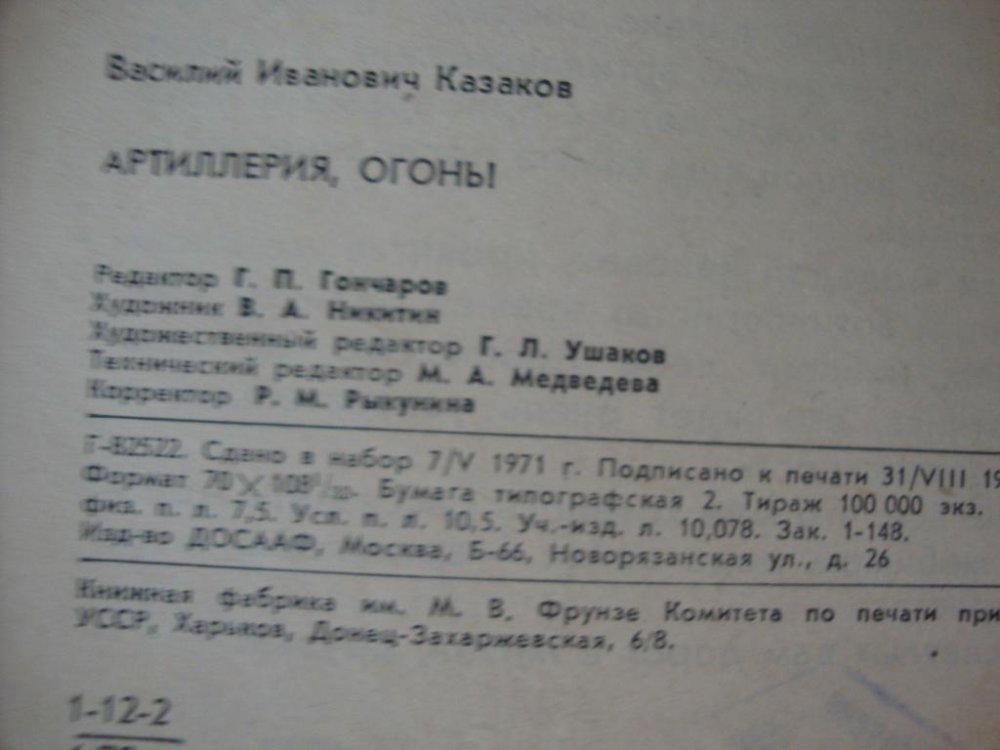 Василий Иванович Казаков
АРТИЛЛЕРИЯ, ОГОНЬ!
Редактор Г. П. Гончаров
Художник В. А. Никитин
Художественный редактор Г. Л. Ушаков
Технический редактор М. А. Медведева
Корректор Р. М. Рыкунина
Г-82522. Сдано в набор 7/V 1971 г. Подписано к печати 31/VIII 19
Формат 70×108¹/₃₂. Бумага типографская 2. Тираж 100 000 экз.
физ. п. л. 7,5. Усл. п. л. 10,5. Уч.-изд. л. 10,078. Зак. 1-148.
Изд-во ДОСААФ, Москва, Б-66, Новорязанская ул., д. 26
Книжная фабрика им. М. В. Фрунзе Комитета по печати при
УССР, Харьков, Донец-Захаржевская, 6/8.
1-12-2